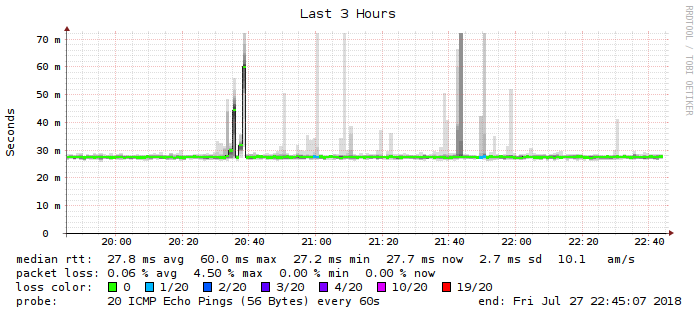 Last 3 Hours
RRDTOOL / TOBI OETIKER
Seconds
70 m
60 m
50 m
40 m
30 m
20 m
10 m
0
20:00 20:20 20:40 21:00 21:20 21:40 22:00 22:20 22:40
median rtt: 27.8 ms avg 60.0 ms max 27.2 ms min 27.7 ms now 2.7 ms sd 10.1 am/s
packet loss: 0.06 % avg 4.50 % max 0.00 % min 0.00 % now
loss color: 0 1/20 2/20 3/20 4/20 10/20 19/20
probe: 20 ICMP Echo Pings (56 Bytes) every 60s end: Fri Jul 27 22:45:07 2018